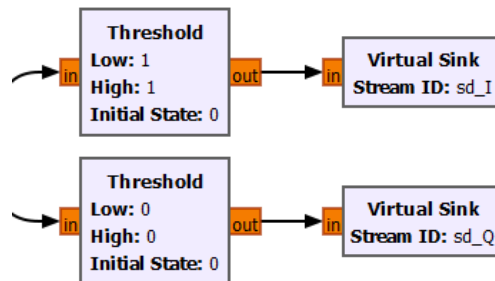 Threshold
Low: 1
High: 1
Initial State: 0
in
out
in
Virtual Sink
Stream ID: sd_I
Threshold
Low: 0
High: 0
Initial State: 0
in
out
in
Virtual Sink
Stream ID: sd_Q